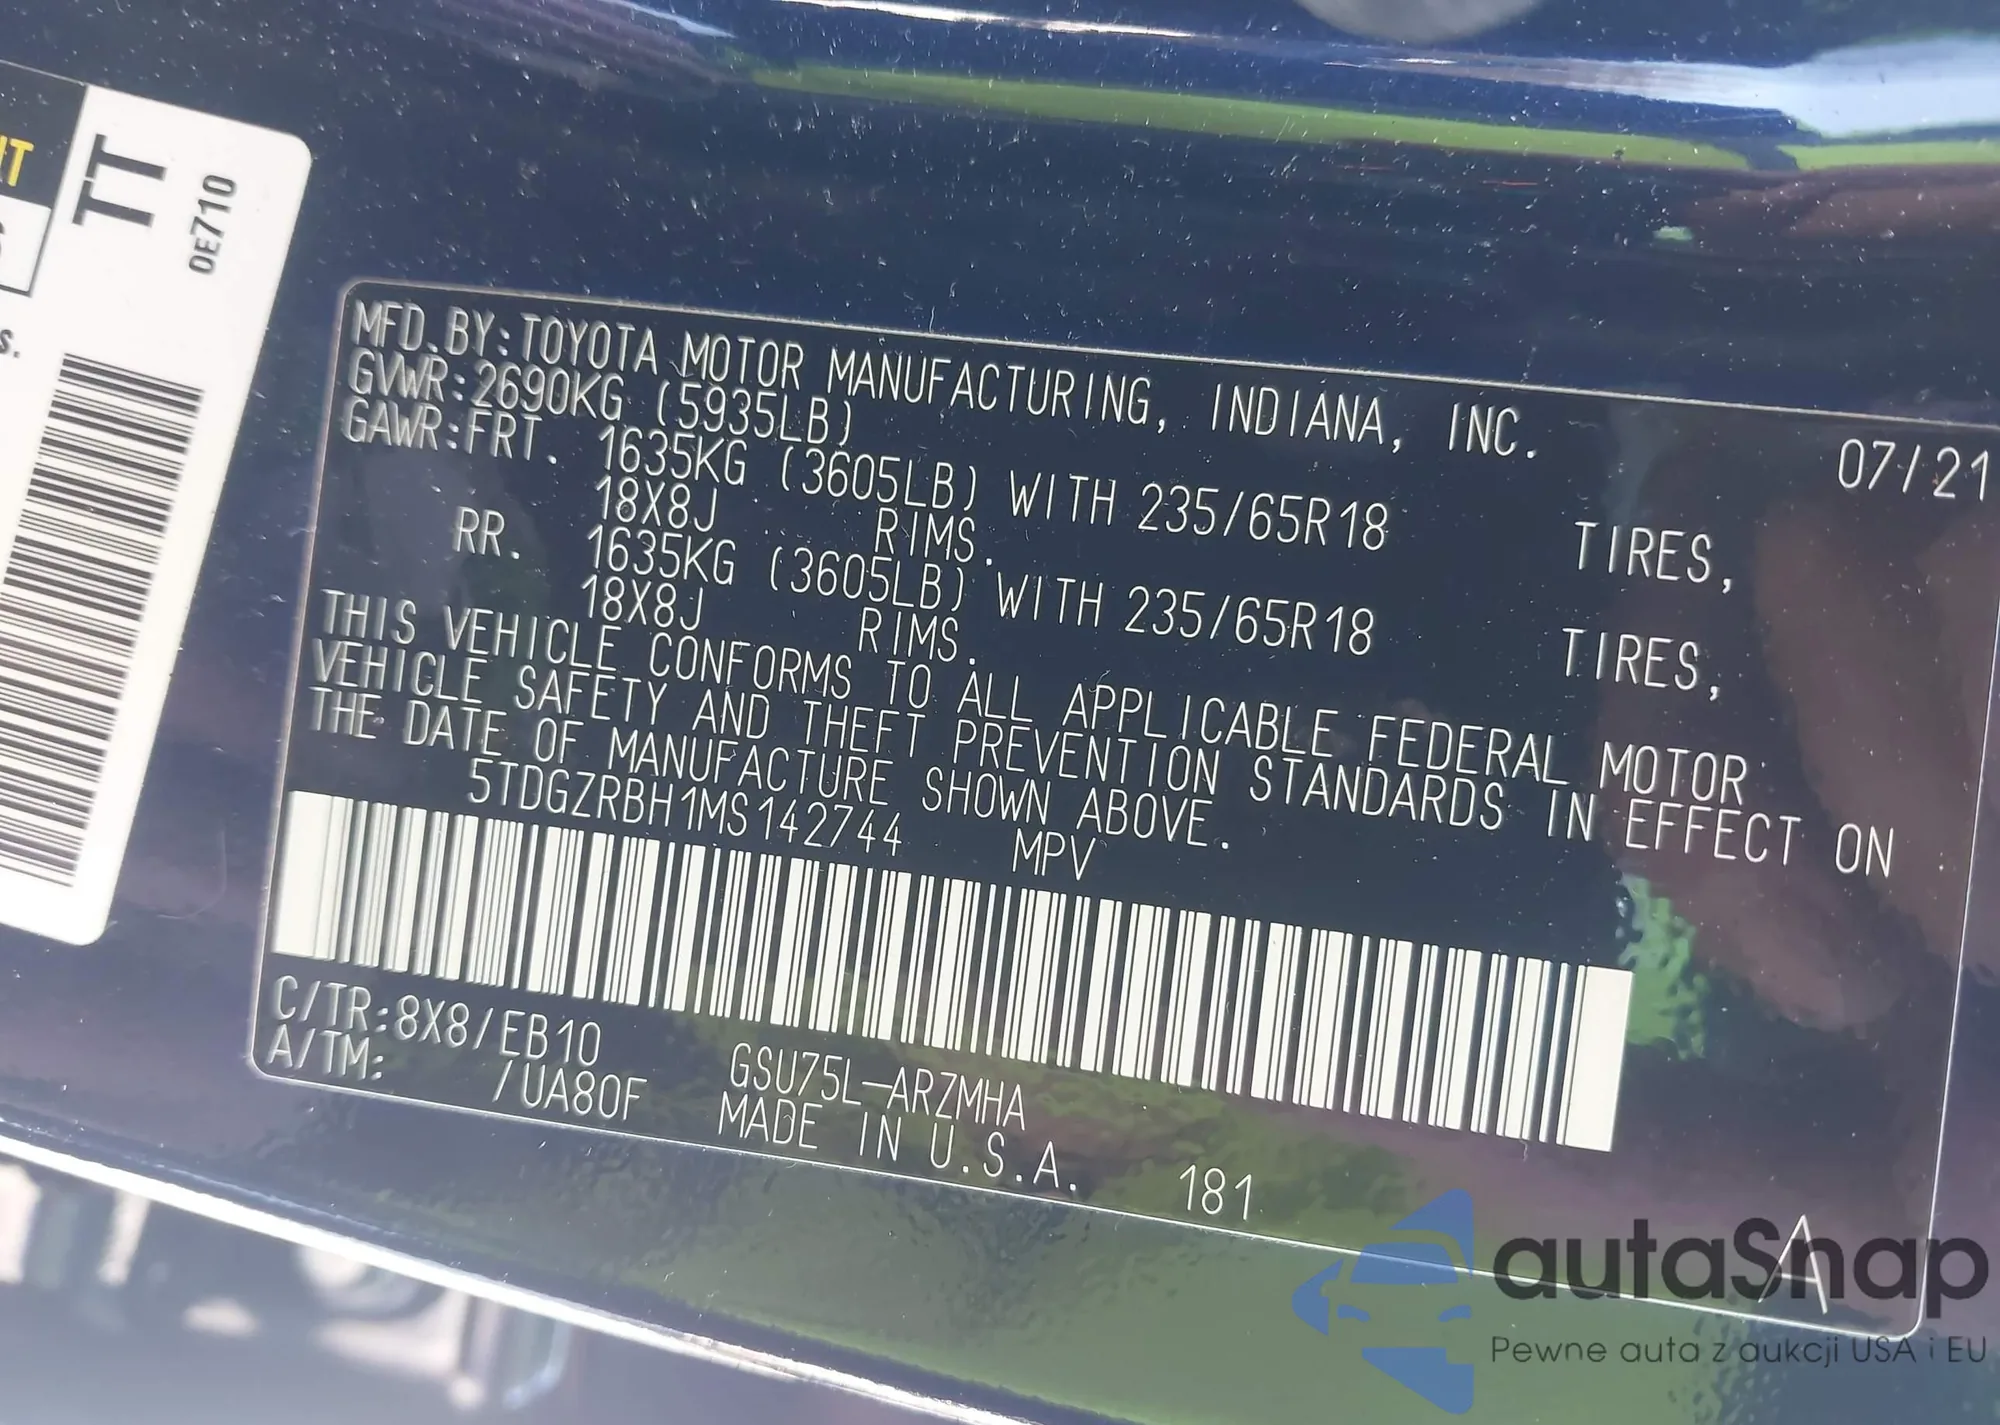 IT
TT
OE710
S.
MFD.BY:TOYOTA MOTOR MANUFACTURING, INDIANA, INC. 07/21
GVWR:2690KG (5935LB)
GAWR:FRT. 1635KG (3605LB) WITH 235/65R18 TIRES,
18X8J RIMS.
RR. 1635KG (3605LB) WITH 235/65R18 TIRES,
18X8J RIMS.
THIS VEHICLE CONFORMS TO ALL APPLICABLE FEDERAL MOTOR
VEHICLE SAFETY AND THEFT PREVENTION STANDARDS IN EFFECT ON
THE DATE OF MANUFACTURE SHOWN ABOVE.
5TDGZRBH1MS142744 MPV
C/TR:8X8/EB10 GSU75L-ARZMHA
A/TM: /UA80F MADE IN U.S.A. 181
A
autaSnap
Pewne auta z aukcji USA i EU